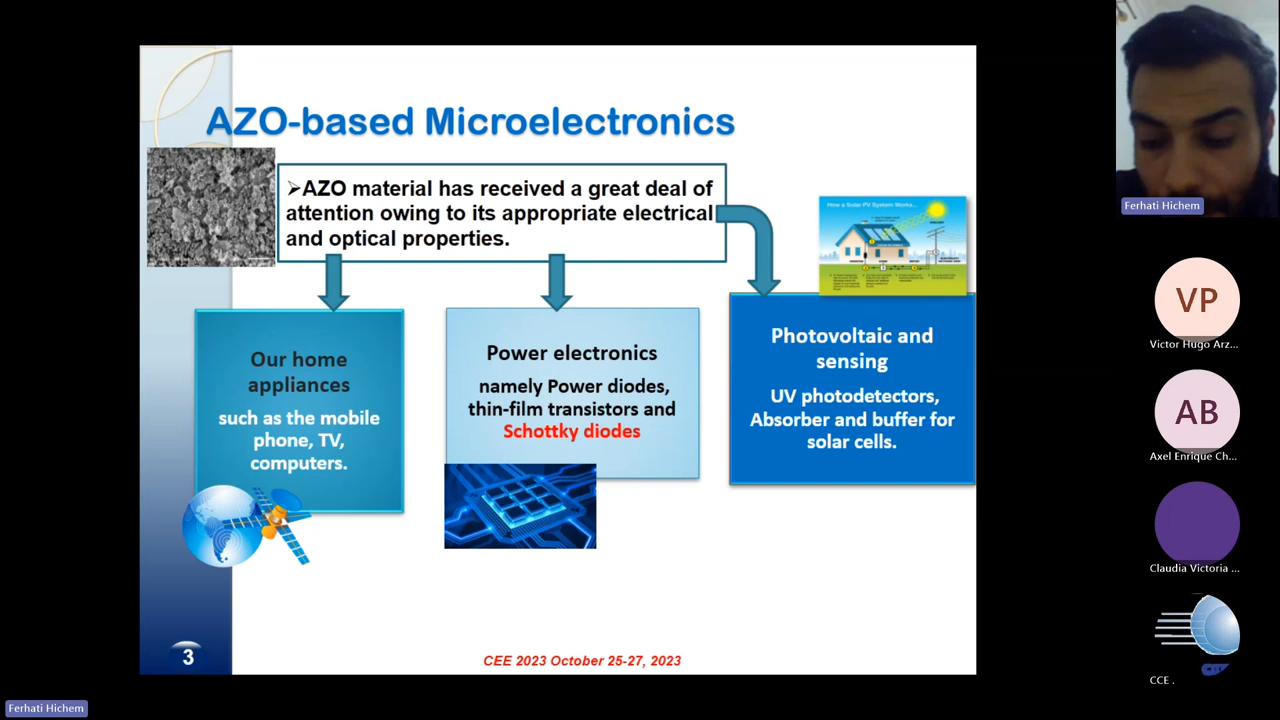 AZO-based Microelectronics
➢AZO material has received a great deal of
attention owing to its appropriate electrical
and optical properties.
How a Solar PV System Works...
Our home
appliances
such as the mobile
phone, TV,
computers.
Power electronics
namely Power diodes,
thin-film transistors and
Schottky diodes
Photovoltaic and
sensing
UV photodetectors,
Absorber and buffer for
solar cells.
3
CEE 2023 October 25-27, 2023
Ferhati Hichem
VP
Victor Hugo Arz...
AB
Axel Enrique Ch...
Claudia Victoria ...
CCE .
Ferhati Hichem